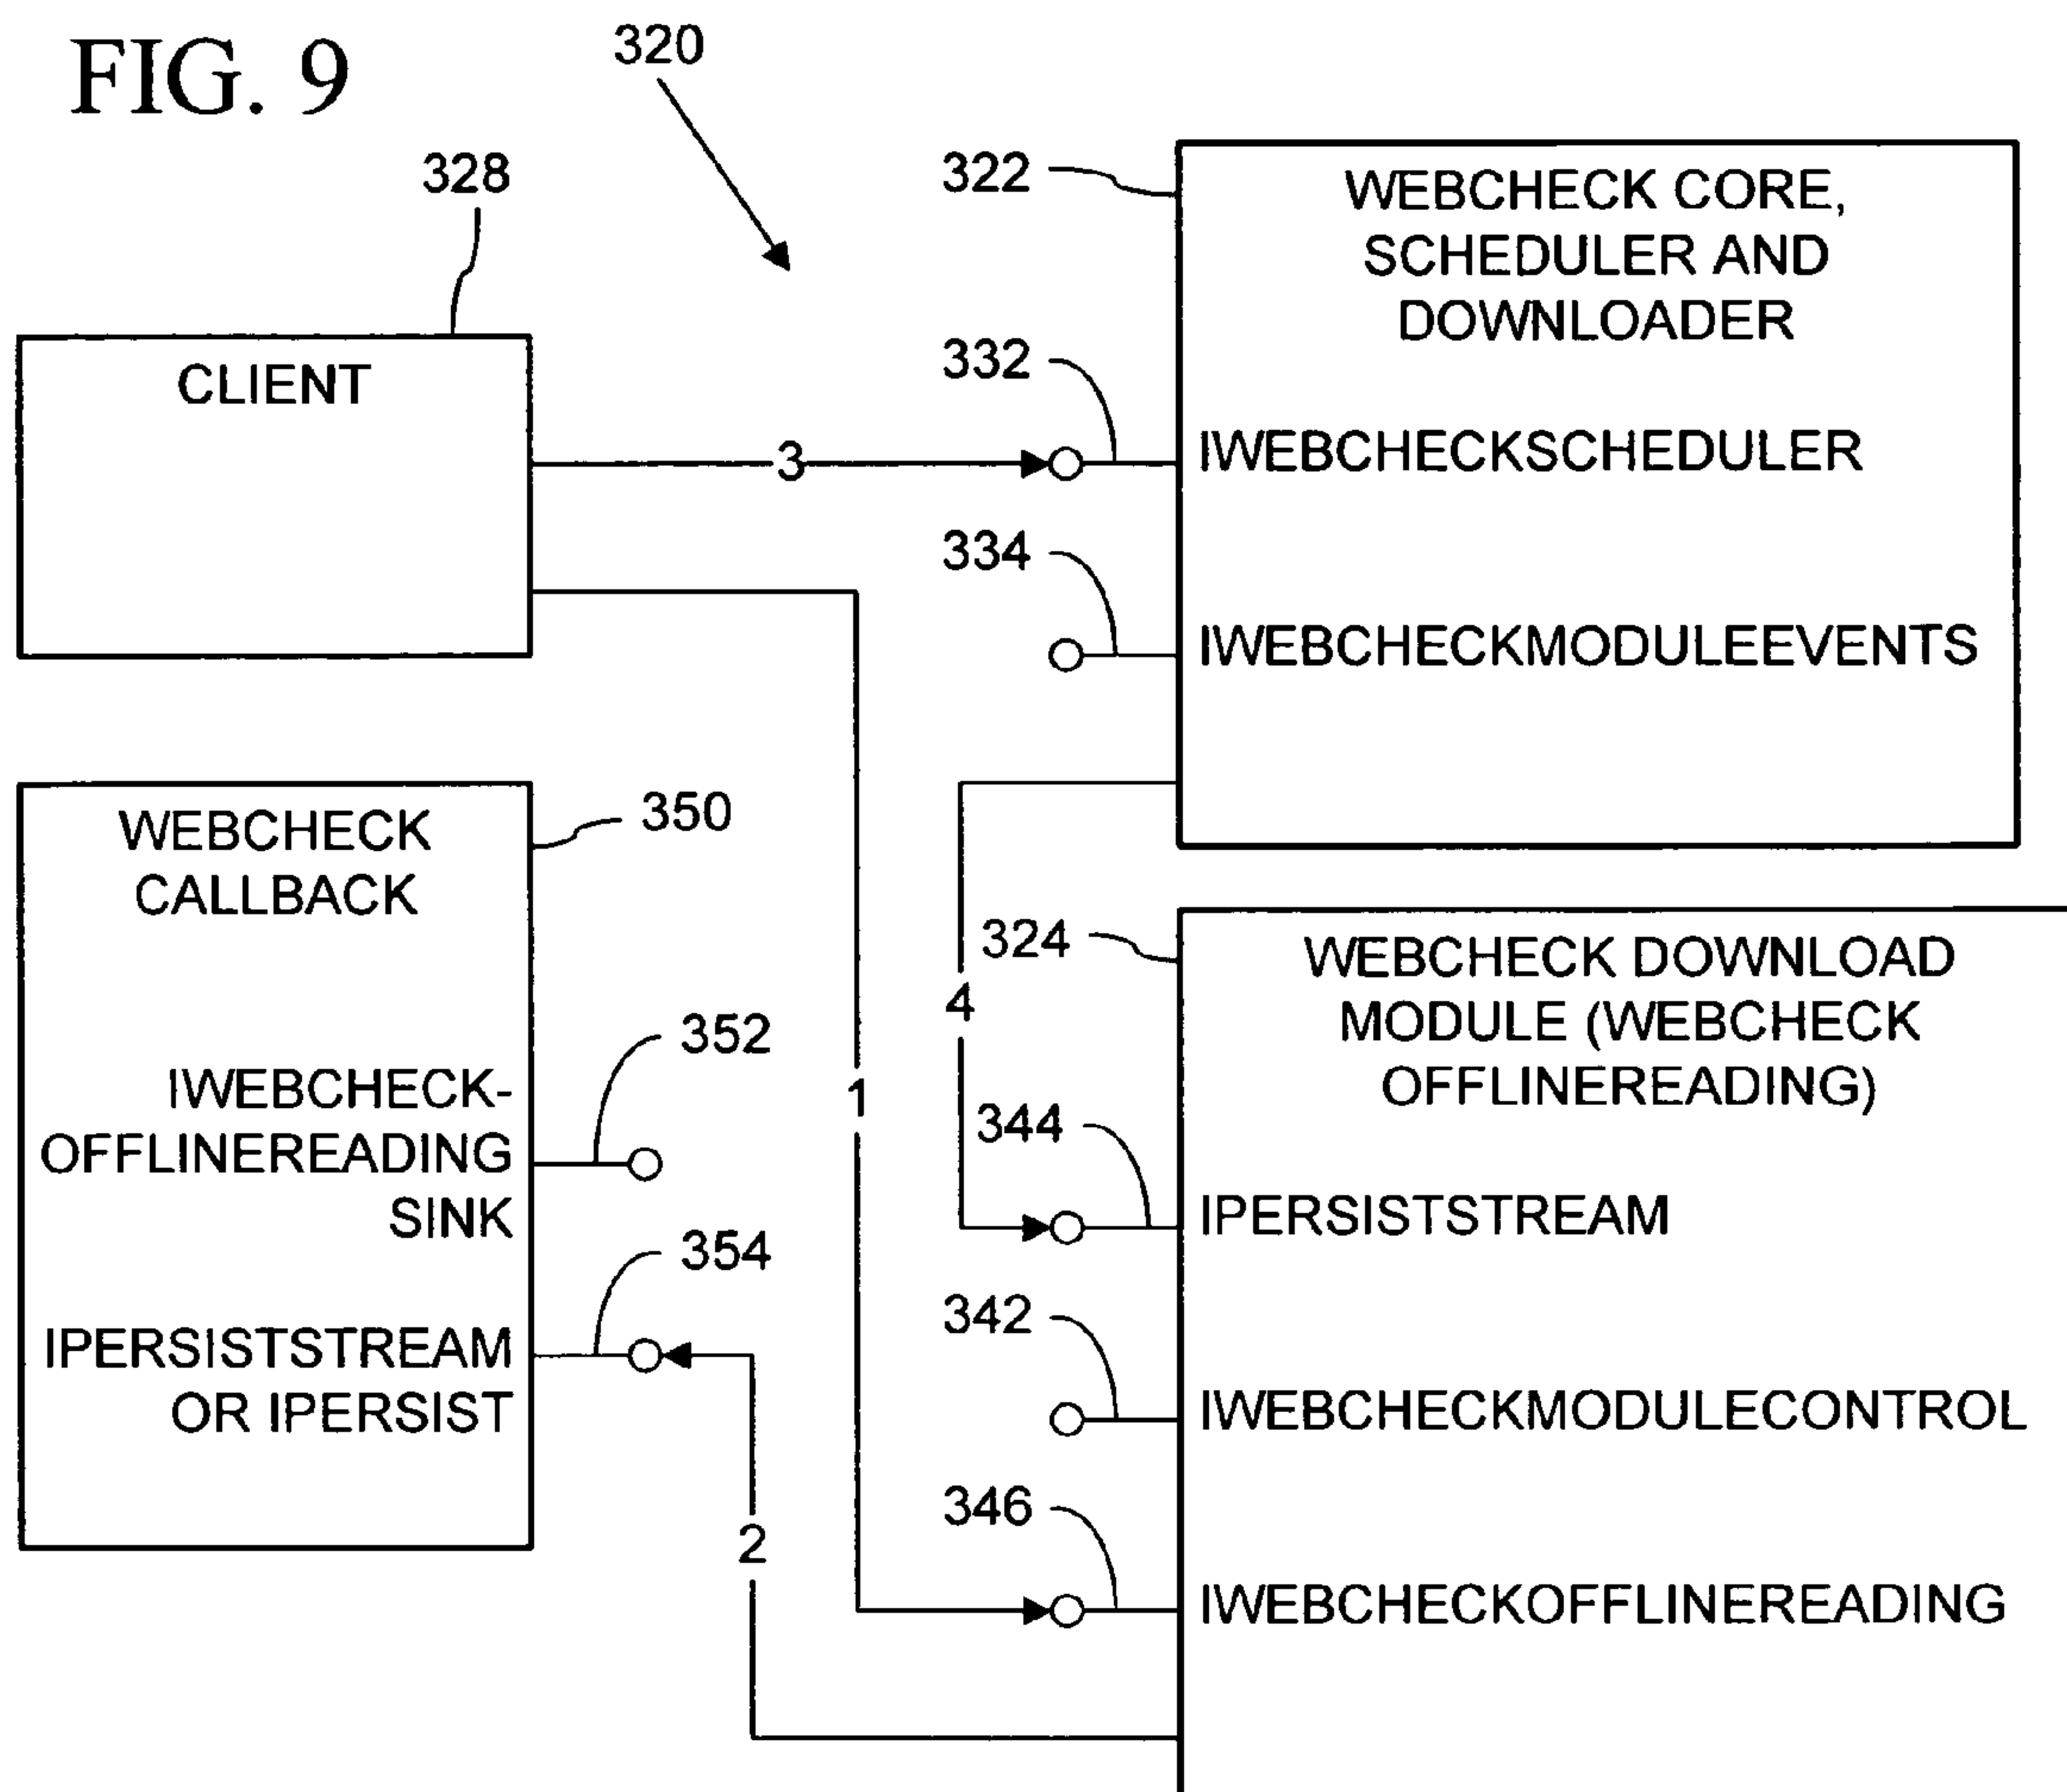 FIG. 9
320
328
322
WEBCHECK CORE,
SCHEDULER AND
DOWNLOADER
332
CLIENT
3
IWEBCHECKSCHEDULER
334
IWEBCHECKMODULEEVENTS
WEBCHECK
CALLBACK
350
324
WEBCHECK DOWNLOAD
MODULE (WEBCHECK
OFFLINEREADING)
4
352
IWEBCHECK-
OFFLINEREADING
SINK
1
344
IPERSISTSTREAM
354
IPERSISTSTREAM
OR IPERSIST
342
IWEBCHECKMODULECONTROL
346
2
IWEBCHECKOFFLINEREADING